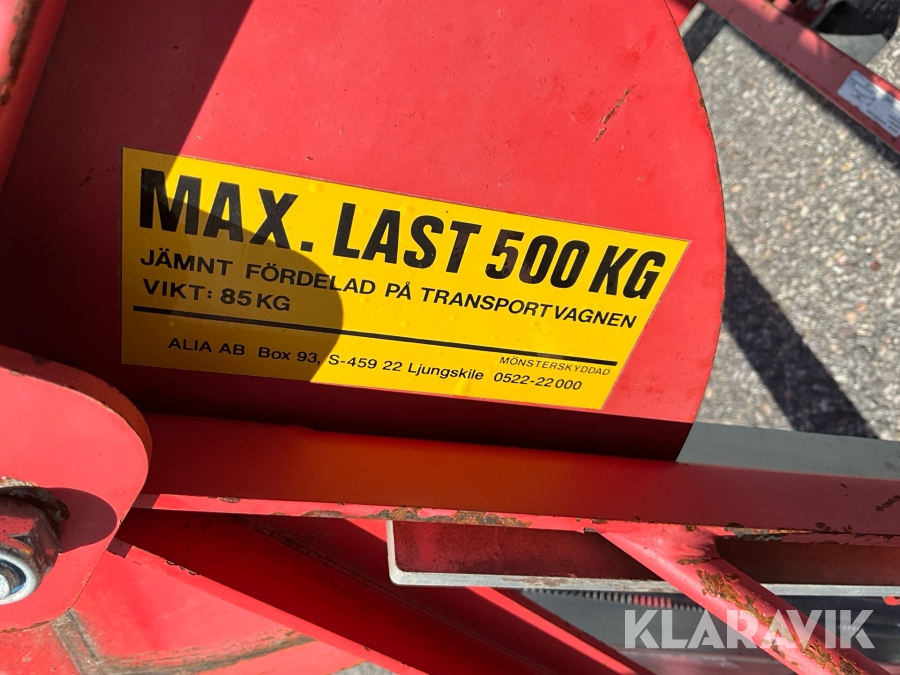 MAX. LAST 500 KG
JÄMNT FÖRDELAD PÅ TRANSPORTVAGNEN
VIKT: 85 KG
MÖNSTERSKYDDAD
ALIA AB Box 93, S-459 22 Ljungskile 0522-22 000
KLARAVIK